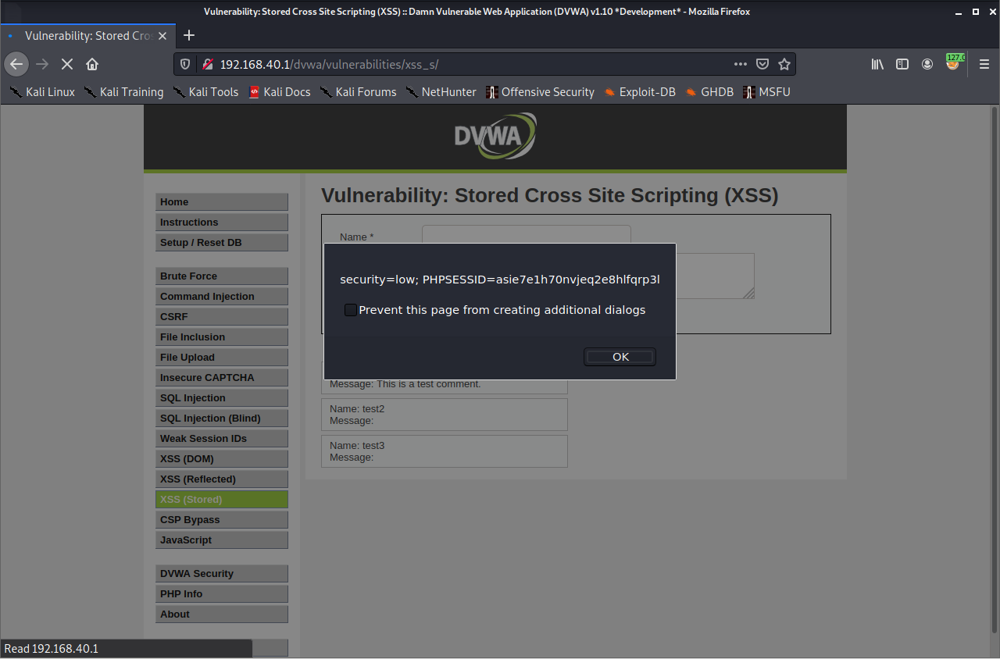 Vulnerability: Stored Cross Site Scripting (XSS) :: Damn Vulnerable Web Application (DVWA) v1.10 *Development* - Mozilla Firefox
Vulnerability: Stored Cro
192.168.40.1/dvwa/vulnerabilities/xss_s/
127.0
Kali Linux Kali Training Kali Tools Kali Docs Kali Forums NetHunter Offensive Security Exploit-DB GHDB MSFU
DVWA
Home
Instructions
Setup / Reset DB
Brute Force
Command Injection
CSRF
File Inclusion
File Upload
Insecure CAPTCHA
SQL Injection
SQL Injection (Blind)
Weak Session IDs
XSS (DOM)
XSS (Reflected)
XSS (Stored)
CSP Bypass
JavaScript
DVWA Security
PHP Info
About
Vulnerability: Stored Cross Site Scripting (XSS)
Name *
security=low; PHPSESSID=asie7e1h70nvjeq2e8hlfqrp3l
Prevent this page from creating additional dialogs
OK
Message: This is a test comment.
Name: test2
Message:
Name: test3
Message:
Read 192.168.40.1